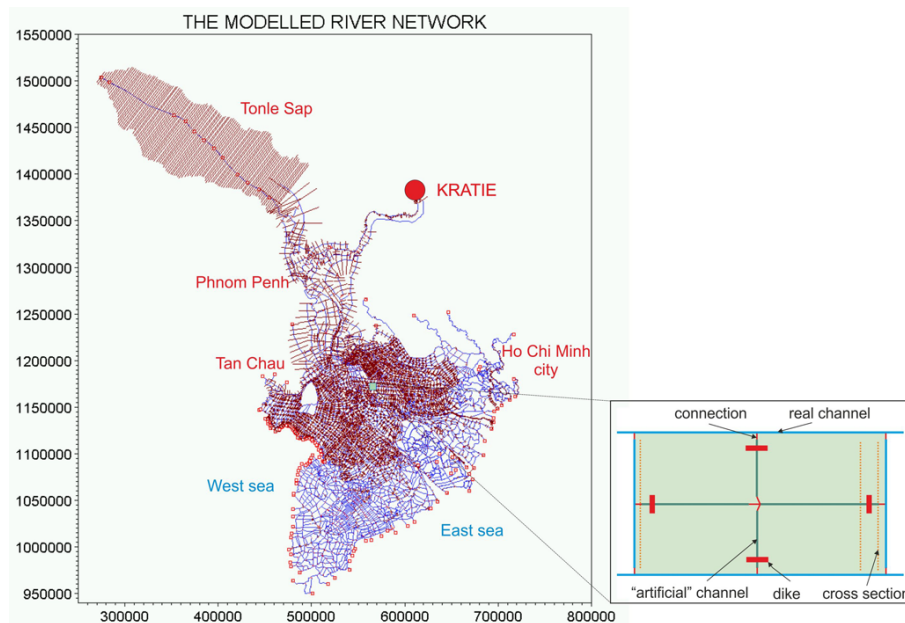 THE MODELLED RIVER NETWORK
1550000
1500000
1450000
1400000
1350000
1300000
1250000
1200000
1150000
1100000
1050000
1000000
950000
Tonle Sap
KRATIE
Phnom Penh
Tan Chau
Ho Chi Minh
city
West sea
East sea
300000 400000 500000 600000 700000 800000
connection
real channel
"artificial" channel
dike
cross section